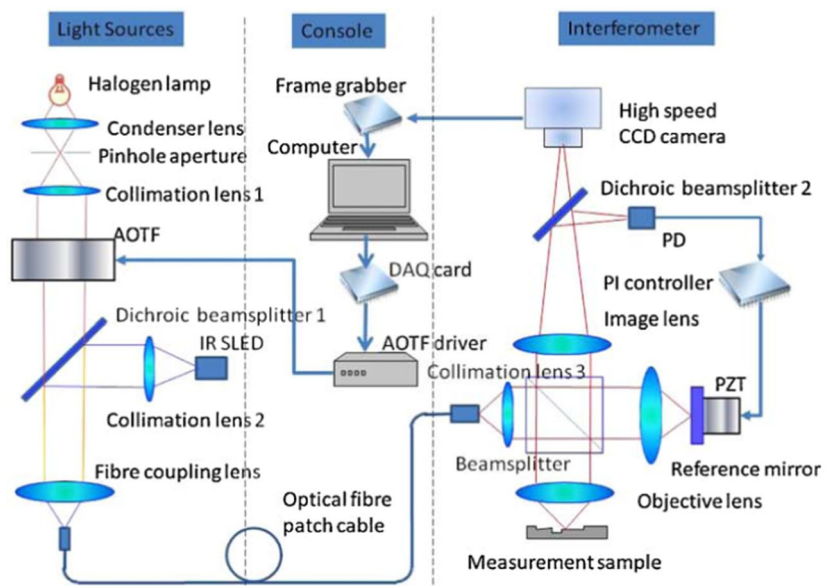 Light Sources
Console
Interferometer
Halogen lamp
Condenser lens
Pinhole aperture
Collimation lens 1
AOTF
Dichroic beamsplitter 1
IR SLED
Collimation lens 2
Fibre coupling lens
Frame grabber
Computer
DAQ card
AOTF driver
Optical fibre
patch cable
High speed
CCD camera
Dichroic beamsplitter 2
PD
PI controller
Image lens
Collimation lens 3
PZT
Beamsplitter
Reference mirror
Objective lens
Measurement sample